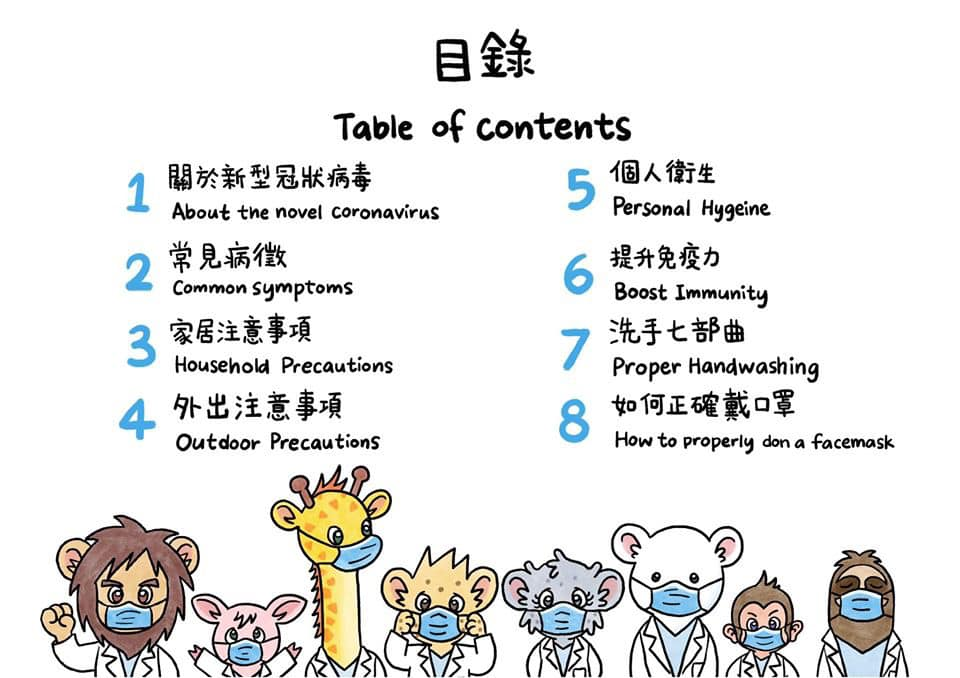 目錄
Table of contents
1 關於新型冠狀病毒
About the novel coronavirus
2 常見病徵
Common symptoms
3 家居注意事項
Household Precautions
4 外出注意事項
Outdoor Precautions
5 個人衛生
Personal Hygeine
6 提升免疫力
Boost Immunity
7 洗手七部曲
Proper Handwashing
8 如何正確戴口罩
How to properly don a facemask